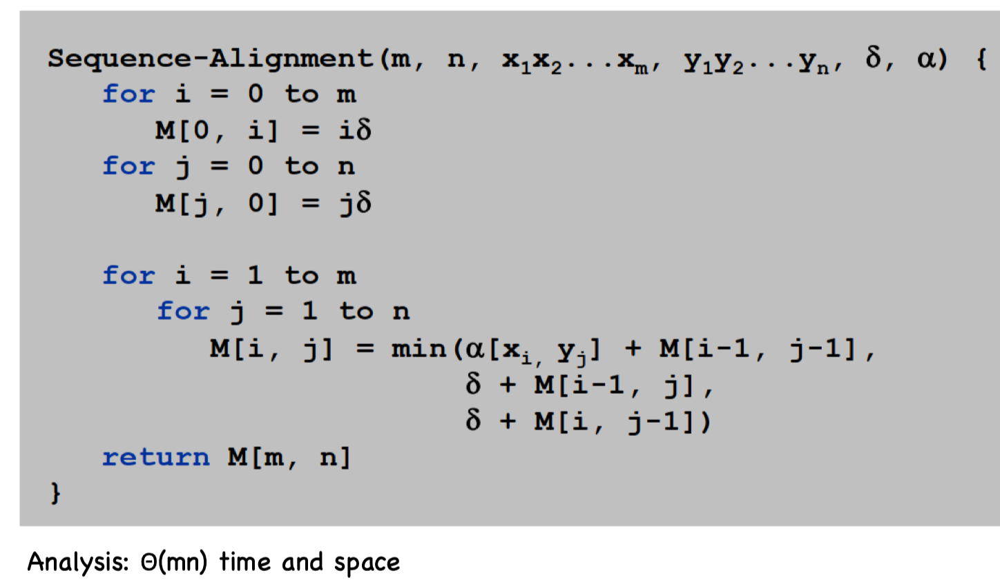 Sequence-Alignment(m, n, x₁x₂...xₘ, y₁y₂...yₙ, δ, α) {
for i = 0 to m
M[0, i] = iδ
for j = 0 to n
M[j, 0] = jδ
for i = 1 to m
for j = 1 to n
M[i, j] = min(α[xᵢ, yⱼ] + M[i-1, j-1],
δ + M[i-1, j],
δ + M[i, j-1])
return M[m, n]
}
Analysis: Θ(mn) time and space